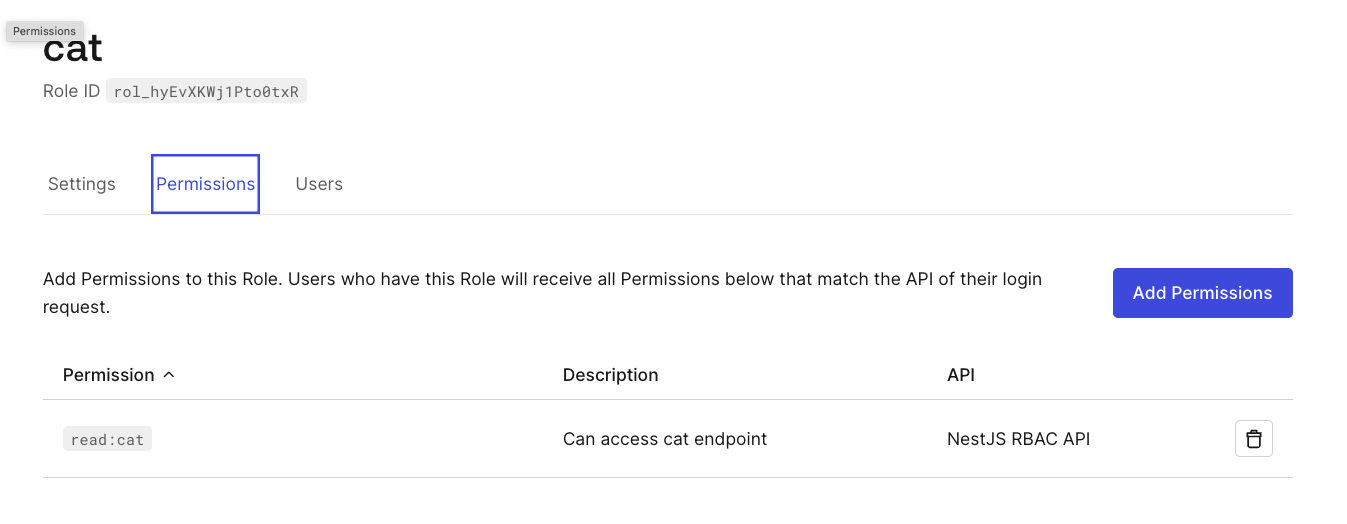 Permissions
cat
Role ID rol_hyEvXKWj1Pto0txR
Settings Permissions Users
Add Permissions to this Role. Users who have this Role will receive all Permissions below that match the API of their login
request.
Add Permissions
Permission Description API
read:cat Can access cat endpoint NestJS RBAC API